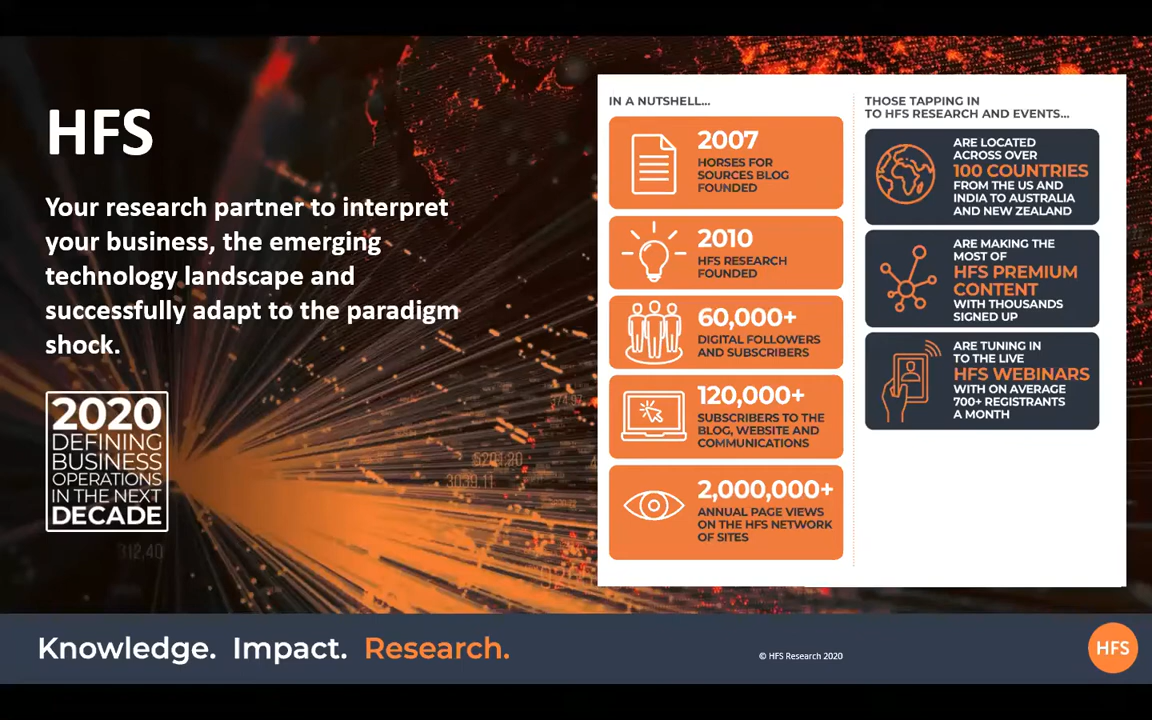 HFS
Your research partner to interpret
your business, the emerging
technology landscape and
successfully adapt to the paradigm
shock.
2020
DEFINING
BUSINESS
OPERATIONS
IN THE NEXT
DECADE
312,40
IN A NUTSHELL...
2007
HORSES FOR
SOURCES BLOG
FOUNDED
2010
HFS RESEARCH
FOUNDED
60,000+
DIGITAL FOLLOWERS
AND SUBSCRIBERS
120,000+
SUBSCRIBERS TO THE
BLOG, WEBSITE AND
COMMUNICATIONS
2,000,000+
ANNUAL PAGE VIEWS
ON THE HFS NETWORK
OF SITES
THOSE TAPPING IN
TO HFS RESEARCH AND EVENTS...
ARE LOCATED
ACROSS OVER
100 COUNTRIES
FROM THE US AND
INDIA TO AUSTRALIA
AND NEW ZEALAND
ARE MAKING THE
MOST OF
HFS PREMIUM
CONTENT
WITH THOUSANDS
SIGNED UP
ARE TUNING IN
TO THE LIVE
HFS WEBINARS
WITH ON AVERAGE
700+ REGISTRANTS
A MONTH
Knowledge. Impact. Research.
© HFS Research 2020
HFS